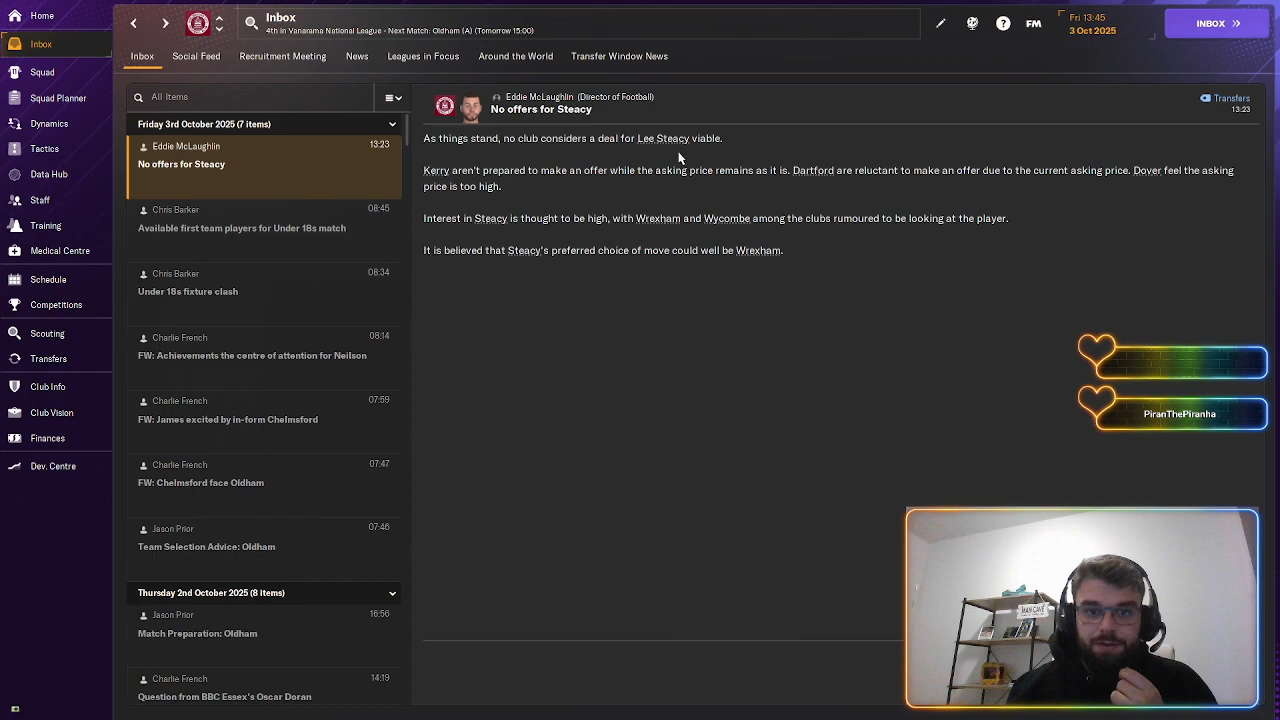 Home
Inbox
Squad
Squad Planner
Dynamics
Tactics
Data Hub
Staff
Training
Medical Centre
Schedule
Competitions
Scouting
Transfers
Club Info
Club Vision
Finances
Dev. Centre
Inbox
4th in Vanarama National League - Next Match: Oldham (A) (Tomorrow 15:00)
FM
Fri 13:45
3 Oct 2025
INBOX
Inbox
Social Feed
Recruitment Meeting
News
Leagues in Focus
Around the World
Transfer Window News
All Items
Friday 3rd October 2025 (7 items)
Eddie McLaughlin
13:23
No offers for Steacy
Chris Barker
08:45
Available first team players for Under 18s match
Chris Barker
08:34
Under 18s fixture clash
Charlie French
08:14
FW: Achievements the centre of attention for Neilson
Charlie French
07:59
FW: James excited by in-form Chelmsford
Charlie French
07:47
FW: Chelmsford face Oldham
Jason Prior
07:46
Team Selection Advice: Oldham
Thursday 2nd October 2025 (8 items)
Jason Prior
16:56
Match Preparation: Oldham
Charlie French
14:19
Question from BBC Essex's Oscar Doran
Eddie McLaughlin (Director of Football)
No offers for Steacy
Transfers
13:23
As things stand, no club considers a deal for Lee Steacy viable.
Kerry aren't prepared to make an offer while the asking price remains as it is. Dartford are reluctant to make an offer due to the current asking price. Dover feel the asking
price is too high.
Interest in Steacy is thought to be high, with Wrexham and Wycombe among the clubs rumoured to be looking at the player.
It is believed that Steacy's preferred choice of move could well be Wrexham.
PiranThePiranha
MAN CAVE